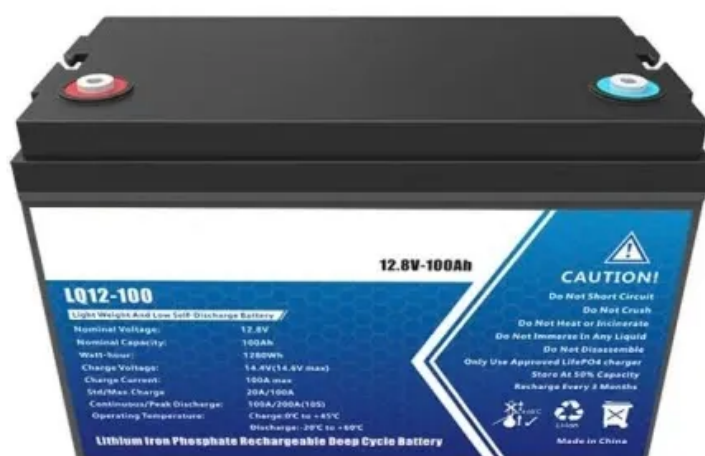 12.8V-100Ah
LQ12-100
Light Weight And Low Self-Discharge Battery
Nominal Voltage: 12.8V
Nominal Capacity: 100Ah
Watt-hour: 1280Wh
Charge Voltage: 14.4V(14.6V max)
Charge Current: 100A max
Std/Max Charge 20A/100A
Continuous/Peak Discharge: 100A/200A(10S)
Operating Temperature: Charge:0°C to +45°C
Discharge:-20°C to +60°C
Lithium Iron Phosphate Rechargeable Deep Cycle Battery
CAUTION!
Do Not Short Circuit
Do Not Crush
Do Not Heat or Incinerate
Do Not Immerse In Any Liquid
Do Not Disassemble
Only Use Approved LifePO4 charger
Store At 50% Capacity
Recharge Every 3 Months
Li-ion
Made in China